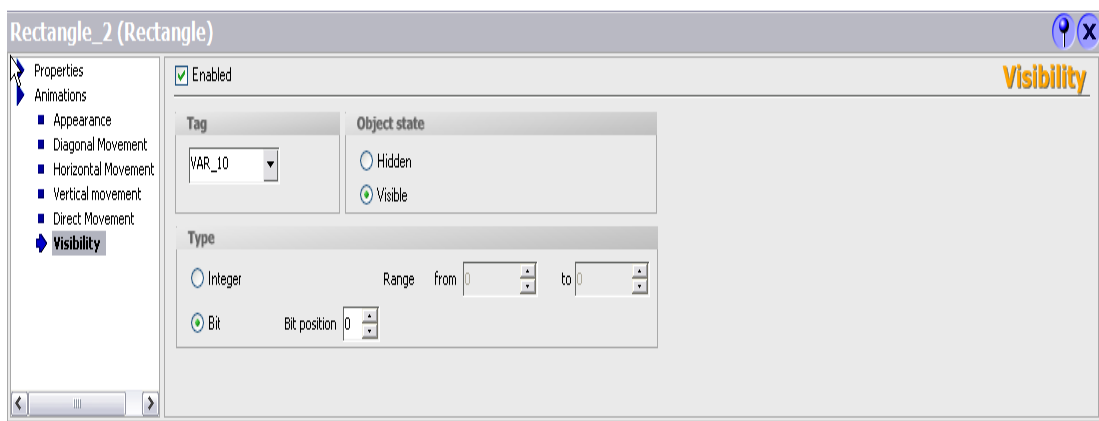 Rectangle_2 (Rectangle)
Properties
Animations
Appearance
Diagonal Movement
Horizontal Movement
Vertical movement
Direct Movement
Visibility
Enabled
Visibility
Tag
VAR_10
Object state
Hidden
Visible
Type
Integer Range from 0 to 0
Bit Bit position 0